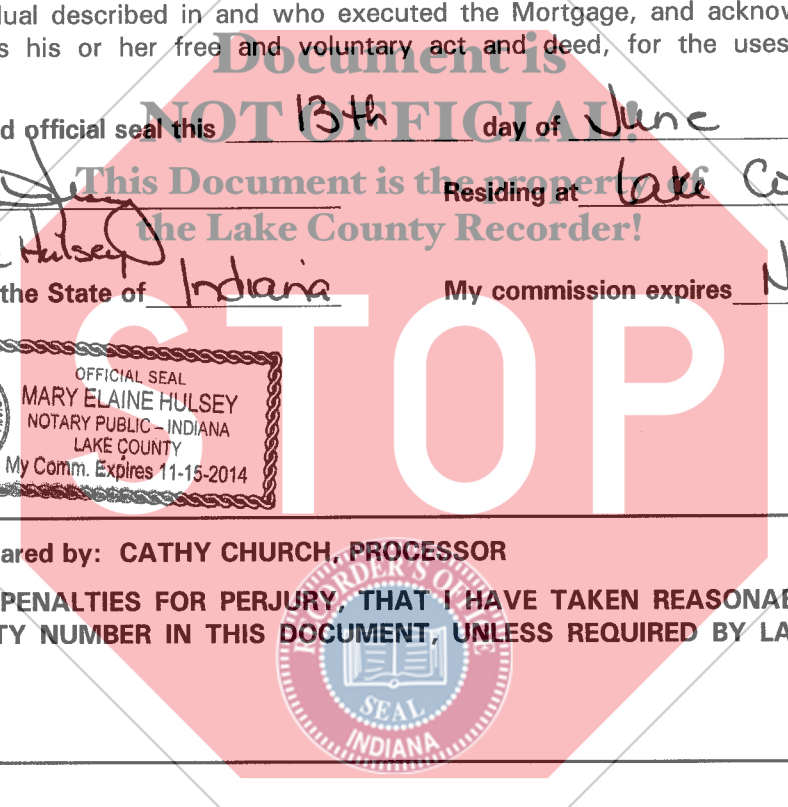 dual described in and who executed the Mortgage, and acknow
s his or her free and voluntary act and deed, for the uses
Document is
NOT OFFICIAL!
This Document is the property of
the Lake County Recorder!
d official seal this 13th day of June
Residing at Lake Co
Hulsey
the State of Indiana My commission expires N
STOP
OFFICIAL SEAL
MARY ELAINE HULSEY
NOTARY PUBLIC – INDIANA
LAKE COUNTY
My Comm. Expires 11-15-2014
ared by: CATHY CHURCH, PROCESSOR
PENALTIES FOR PERJURY, THAT I HAVE TAKEN REASONAB
TY NUMBER IN THIS DOCUMENT, UNLESS REQUIRED BY LA
RECORDER'S OFFICE
SEAL
INDIANA